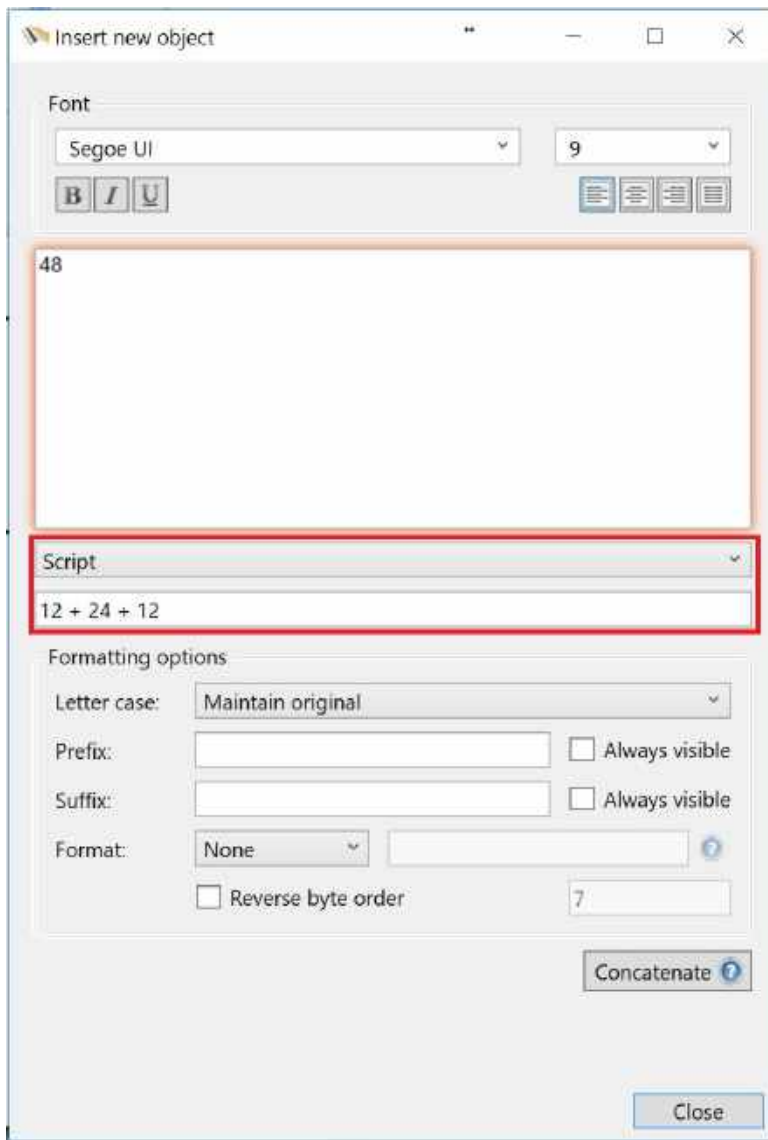 Insert new object
Font
Segoe UI 9
B I U
48
Script
12 + 24 + 12
Formatting options
Letter case: Maintain original
Prefix: Always visible
Suffix: Always visible
Format: None ?
Reverse byte order 7
Concatenate ?
Close